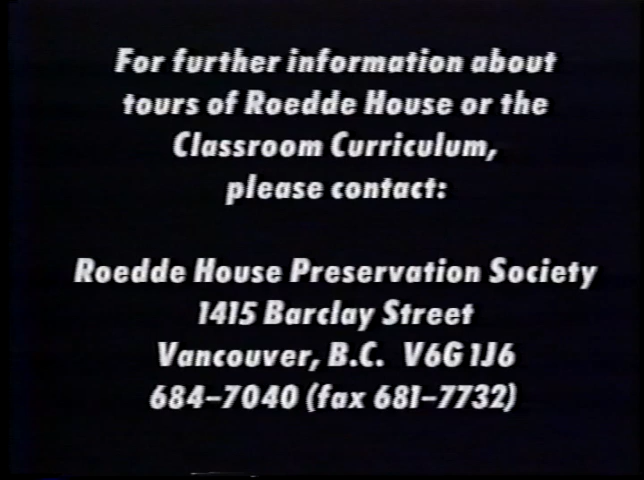 For further information about
tours of Roedde House or the
Classroom Curriculum,
please contact:
Roedde House Preservation Society
1415 Barclay Street
Vancouver, B.C.  V6G 1J6
684-7040 (fax 681-7732)